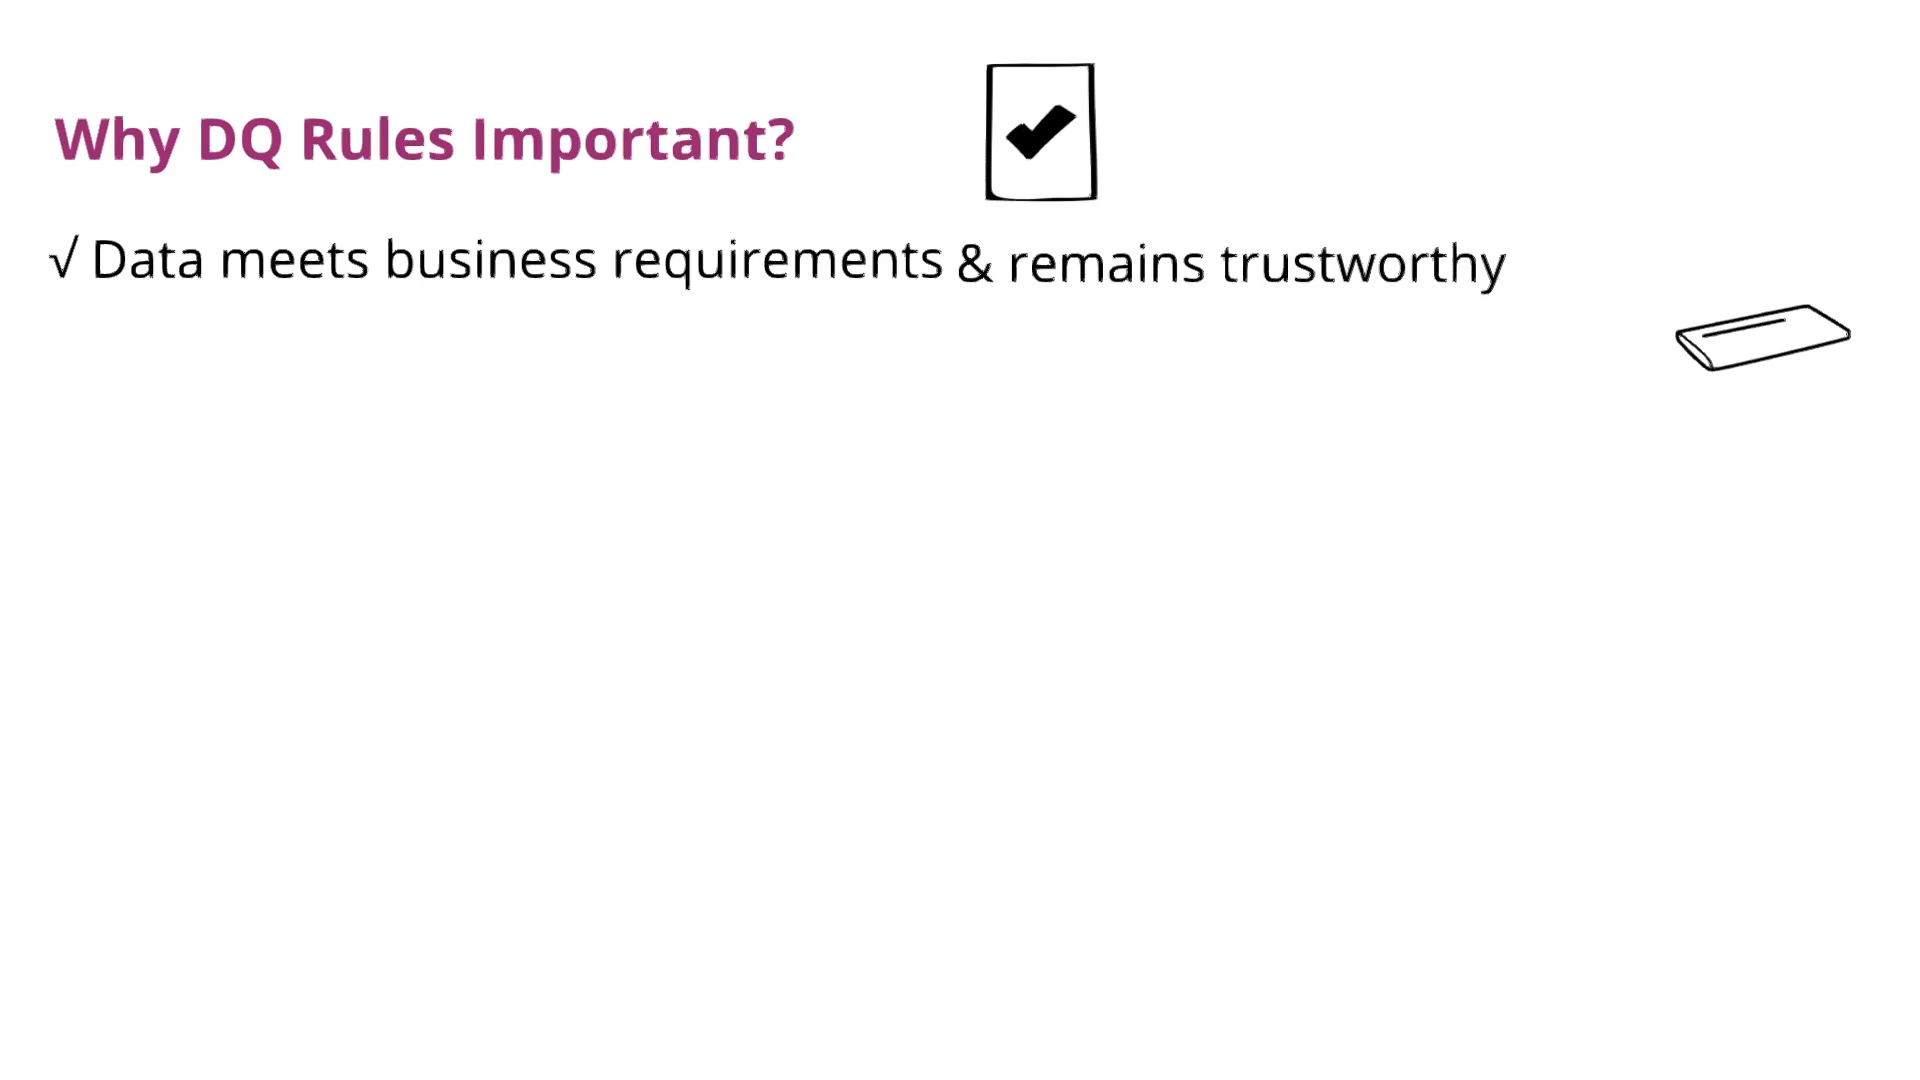 Why DQ Rules Important?
√ Data meets business requirements & remains trustworthy